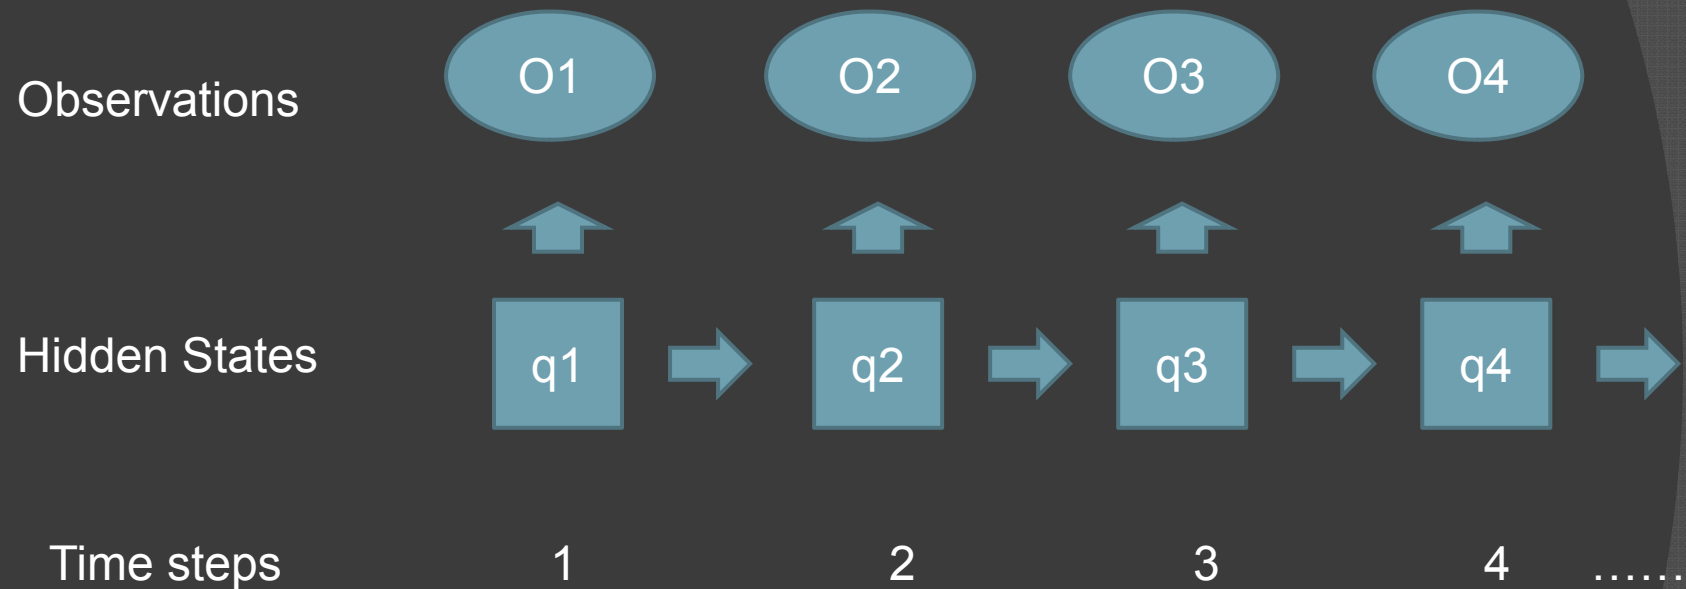 Observations O1 O2 O3 O4
Hidden States q1 q2 q3 q4
Time steps 1 2 3 4 ......